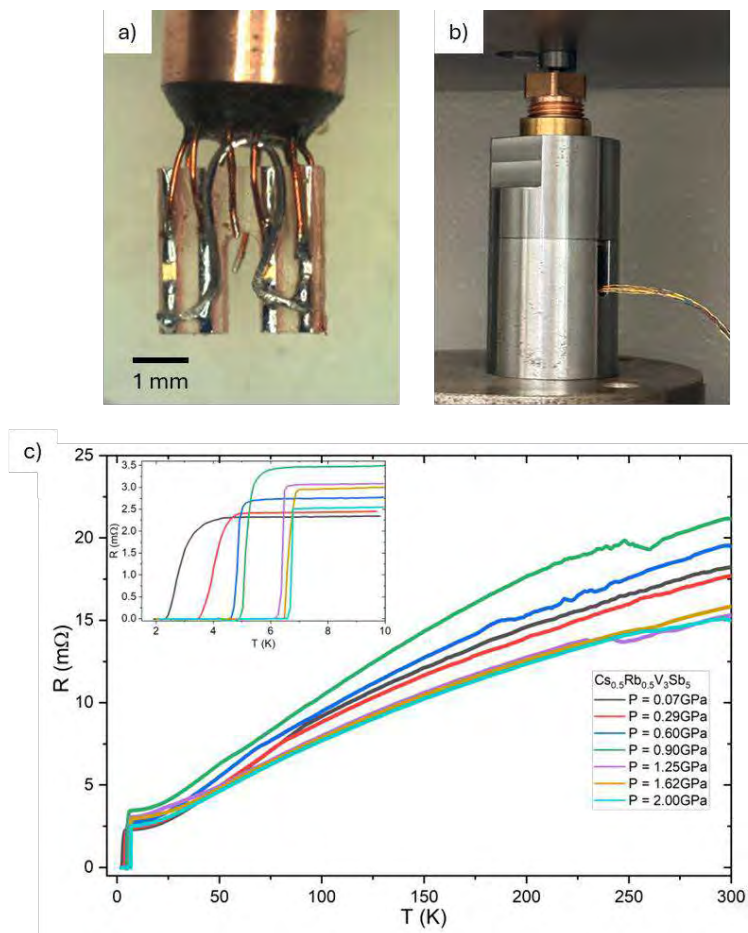 a)
b)
1 mm
c)
25
20
15
10
5
0
R (mΩ)
0
50
100
150
200
250
300
T (K)
3.5
3.0
2.5
2.0
1.5
1.0
0.5
0.0
R (mΩ)
2
4
6
8
10
T (K)
Cs0.5Rb0.5V3Sb5
P = 0.07GPa
P = 0.29GPa
P = 0.60GPa
P = 0.90GPa
P = 1.25GPa
P = 1.62GPa
P = 2.00GPa